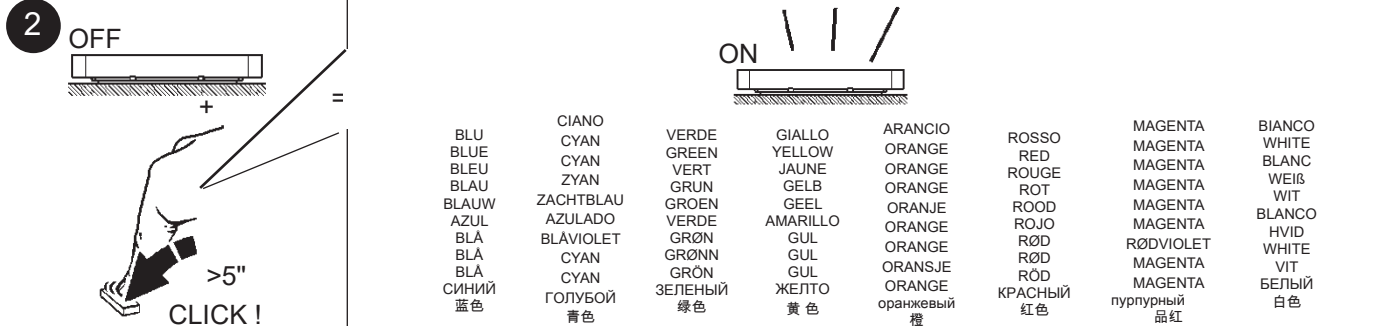 2
OFF
+
=
>5"
CLICK !
ON
BLU
BLUE
BLEU
BLAU
BLAUW
AZUL
BLÅ
BLÅ
BLÅ
СИНИЙ
蓝色
CIANO
CYAN
CYAN
ZYAN
ZACHTBLAU
AZULADO
BLÅVIOLET
CYAN
CYAN
ГОЛУБОЙ
青色
VERDE
GREEN
VERT
GRUN
GROEN
VERDE
GRØN
GRØNN
GRÖN
ЗЕЛЕНЫЙ
绿色
GIALLO
YELLOW
JAUNE
GELB
GEEL
AMARILLO
GUL
GUL
GUL
ЖЕЛТО
黄 色
ARANCIO
ORANGE
ORANGE
ORANGE
ORANJE
ORANGE
ORANGE
ORANSJE
ORANGE
оранжевый
橙
ROSSO
RED
ROUGE
ROT
ROOD
ROJO
RØD
RØD
RÖD
КРАСНЫЙ
红色
MAGENTA
MAGENTA
MAGENTA
MAGENTA
MAGENTA
MAGENTA
RØDVIOLET
MAGENTA
MAGENTA
пурпурный
品红
BIANCO
WHITE
BLANC
WEIß
WIT
BLANCO
HVID
WHITE
VIT
БЕЛЫЙ
白色